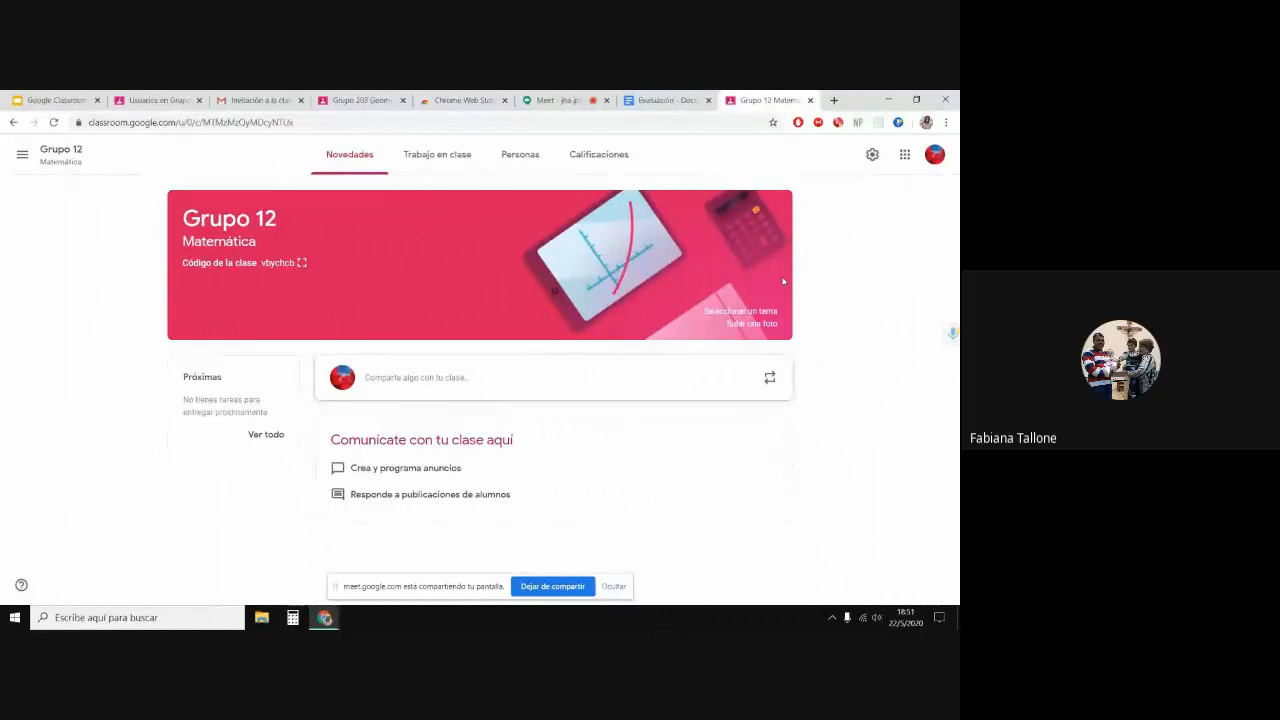 Google Classroom
Usuarios en Grupo
Invitación a la clas
Grupo 203 Geom
Chrome Web Stor
Meet - jha
Evaluación - Docu
Grupo 12 Matem
classroom.google.com/u/0/c/MTMzMzQyMDcyNTUx
NP
Grupo 12
Matemática
Novedades
Trabajo en clase
Personas
Calificaciones
Grupo 12
Matemática
Código de la clase vbychcb
Seleccionar un tema
Subir una foto
Próximas
No tienes tareas para
entregar próximamente
Ver todo
Comparte algo con tu clase...
Comunícate con tu clase aquí
Crea y programa anuncios
Responde a publicaciones de alumnos
meet.google.com está compartiendo tu pantalla.
Dejar de compartir
Ocultar
Escribe aquí para buscar
18:51
22/5/2020
Fabiana Tallone